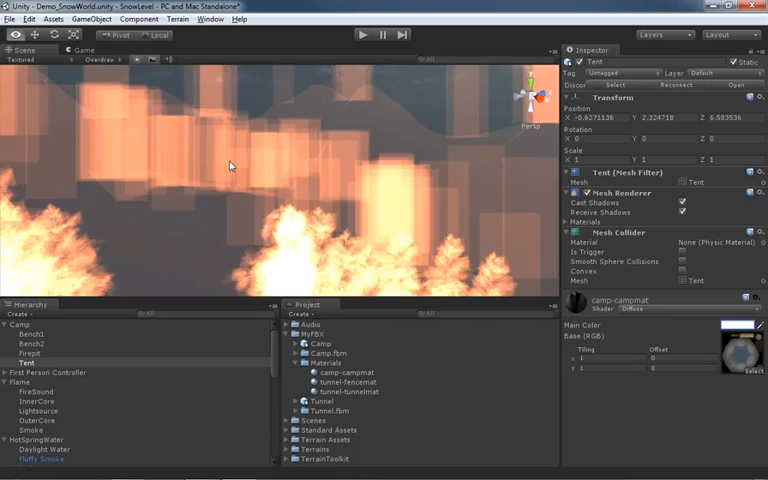 Unity - Demo_SnowWorld.unity - SnowLevel - PC and Mac Standalone*
File Edit Assets GameObject Component Terrain Window Help
Pivot Local Layers Layout
Scene Game
Textured Overdraw All
Persp
Inspector
Tent Static
Tag Untagged Layer Default
Select Reconnect Open
Transform
Position
X -0.6271136 Y 2.324718 Z 6.583536
Rotation
X 0 Y 0 Z 0
Scale
X 1 Y 1 Z 1
Tent (Mesh Filter)
Mesh Tent
Mesh Renderer
Cast Shadows
Receive Shadows
Materials
Mesh Collider
Material None (Physic Material)
Is Trigger
Smooth Sphere Collisions
Convex
Mesh Tent
camp-campmat
Shader Diffuse
Main Color
Base (RGB)
Tiling Offset
x 1 0
y 1 0
Select
Hierarchy
Create All
Camp
Bench1
Bench2
Firepit
Tent
First Person Controller
Flame
FireSound
InnerCore
Lightsource
OuterCore
Smoke
HotSpringWater
Daylight Water
Fluffy Smoke
Project
Create All
Audio
MyFBX
Camp
Camp.fbm
Materials
camp-campmat
tunnel-fencemat
tunnel-tunnelmat
Tunnel
Tunnel.fbm
Scenes
Standard Assets
Terrain Assets
Terrains
TerrainToolkit